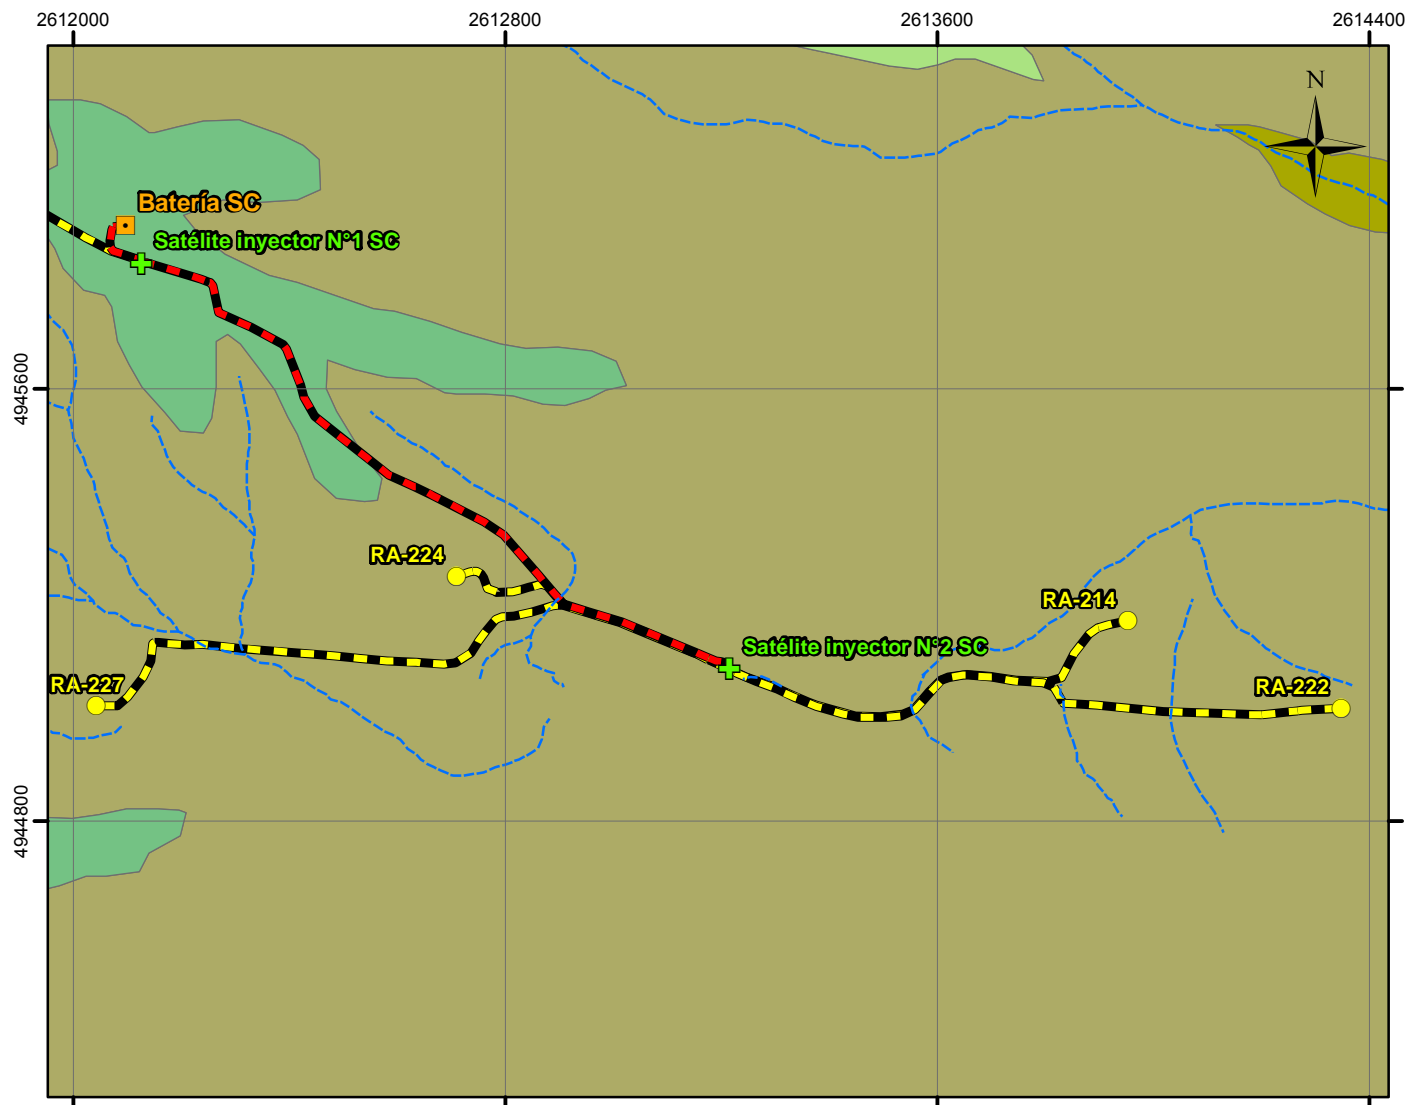 2612000
2612800
2613600
2614400
N
Batería SC
Satélite inyector N°1 SC
4945600
RA-224
RA-214
Satélite inyector N°2 SC
RA-227
RA-222
4944800